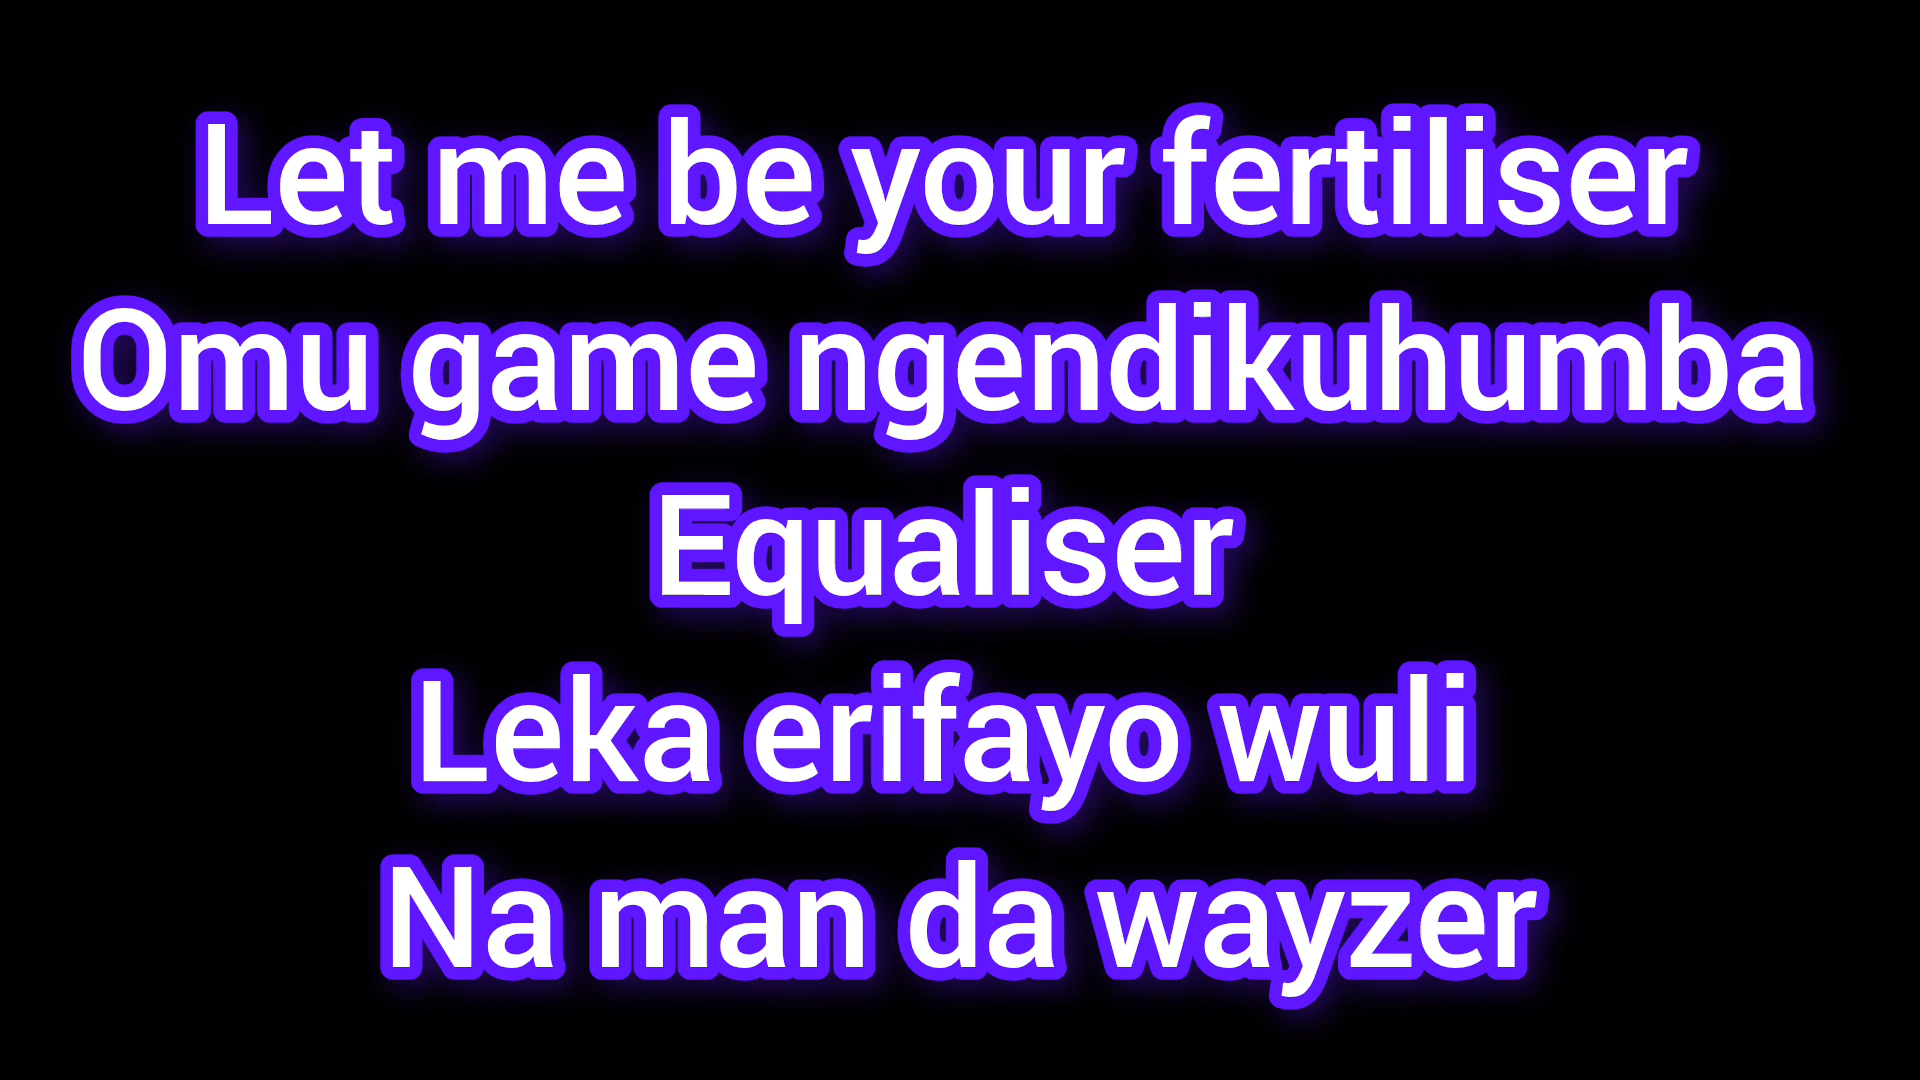 Let me be your fertiliser
Omu game ngendikuhumba
Equaliser
Leka erifayo wuli
Na man da wayzer